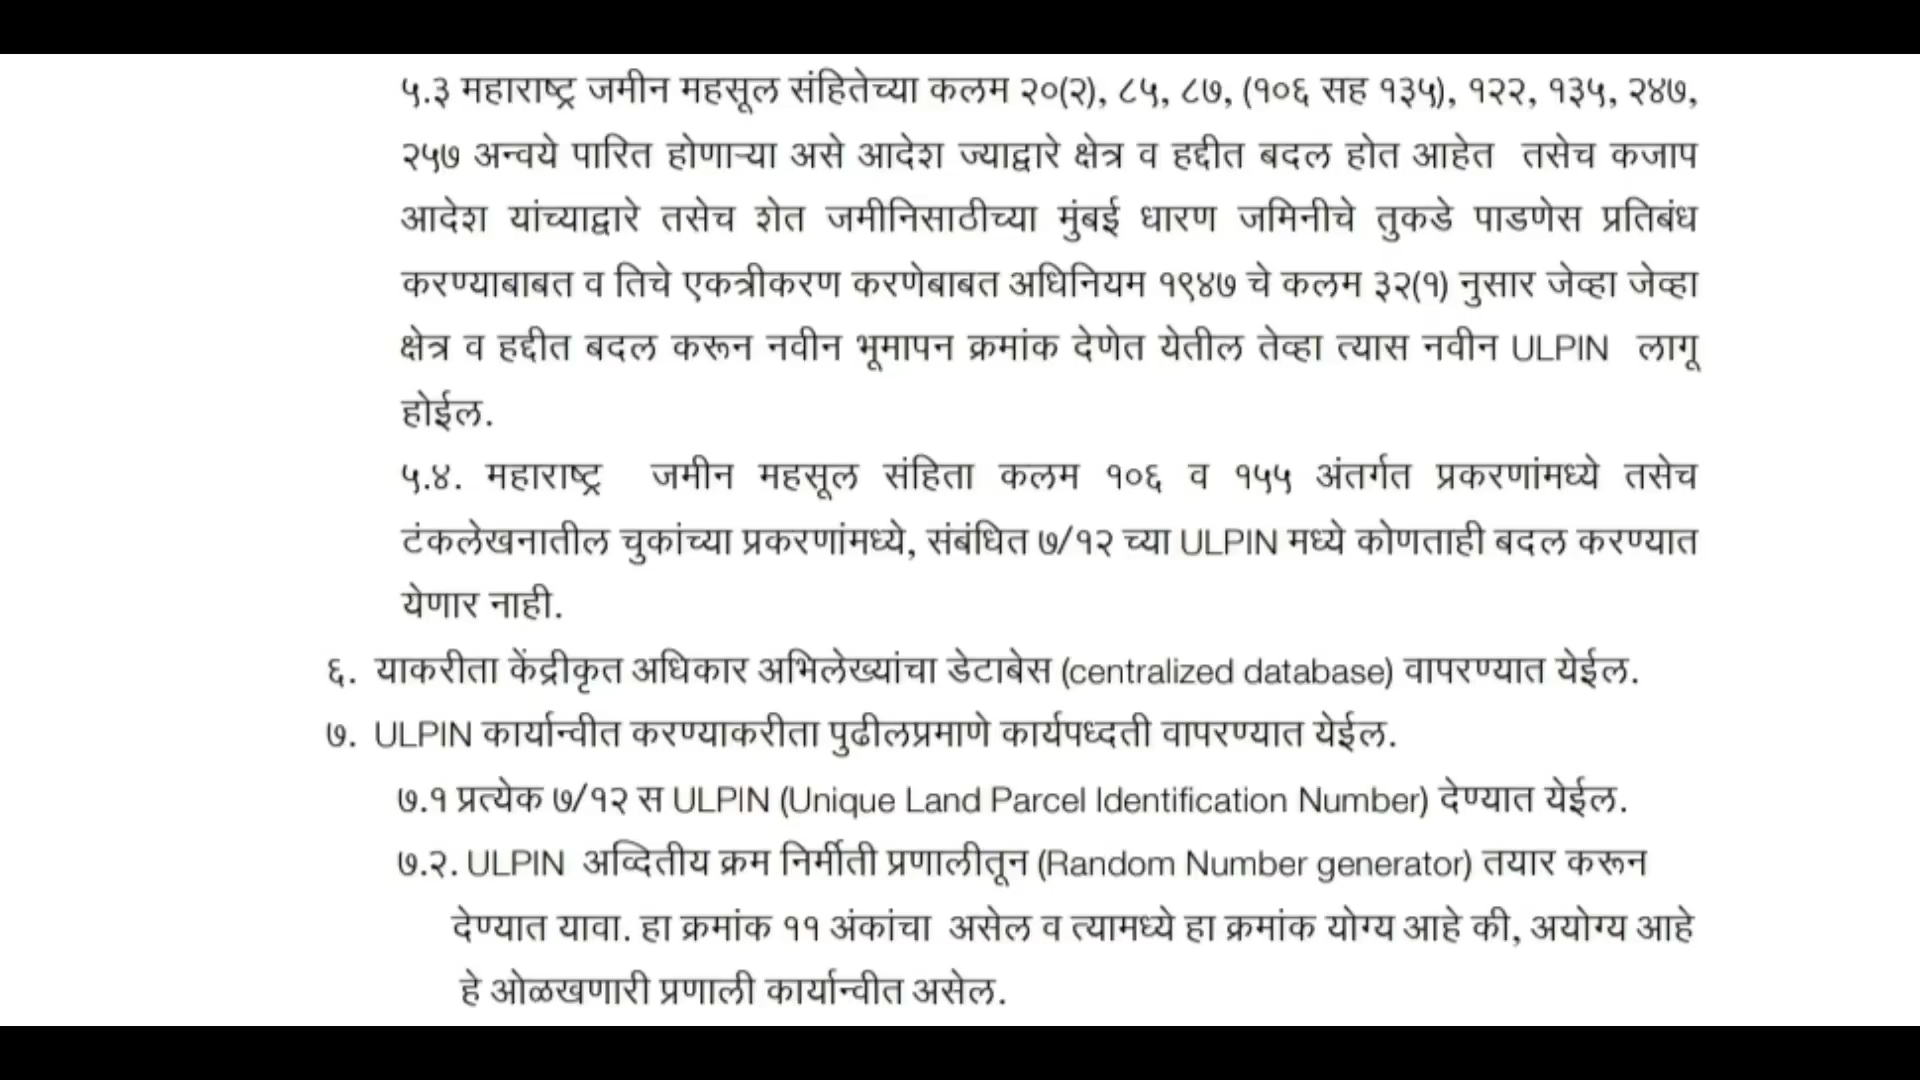 ५.३ महाराष्ट्र जमीन महसूल संहितेच्या कलम २०(२), ८५, ८७, (१०६ सह १३५), १२२, १३५, २४७,
२५७ अन्वये पारित होणाऱ्या असे आदेश ज्याद्वारे क्षेत्र व हद्दीत बदल होत आहेत तसेच कजाप
आदेश यांच्याद्वारे तसेच शेत जमीनिसाठीच्या मुंबई धारण जमिनीचे तुकडे पाडणेस प्रतिबंध
करण्याबाबत व तिचे एकत्रीकरण करणेबाबत अधिनियम १९४७ चे कलम ३२(१) नुसार जेव्हा जेव्हा
क्षेत्र व हद्दीत बदल करून नवीन भूमापन क्रमांक देणेत येतील तेव्हा त्यास नवीन ULPIN लागू
होईल.
५.४. महाराष्ट्र जमीन महसूल संहिता कलम १०६ व १५५ अंतर्गत प्रकरणांमध्ये तसेच
टंकलेखनातील चुकांच्या प्रकरणांमध्ये, संबंधित ७/१२ च्या ULPIN मध्ये कोणताही बदल करण्यात
येणार नाही.
६. याकरीता केंद्रीकृत अधिकार अभिलेख्यांचा डेटाबेस (centralized database) वापरण्यात येईल.
७. ULPIN कार्यान्वीत करण्याकरीता पुढीलप्रमाणे कार्यपध्दती वापरण्यात येईल.
७.१ प्रत्येक ७/१२ स ULPIN (Unique Land Parcel Identification Number) देण्यात येईल.
७.२. ULPIN अव्दितीय क्रम निर्मीती प्रणालीतून (Random Number generator) तयार करून
देण्यात यावा. हा क्रमांक ११ अंकांचा असेल व त्यामध्ये हा क्रमांक योग्य आहे की, अयोग्य आहे
हे ओळखणारी प्रणाली कार्यान्वीत असेल.